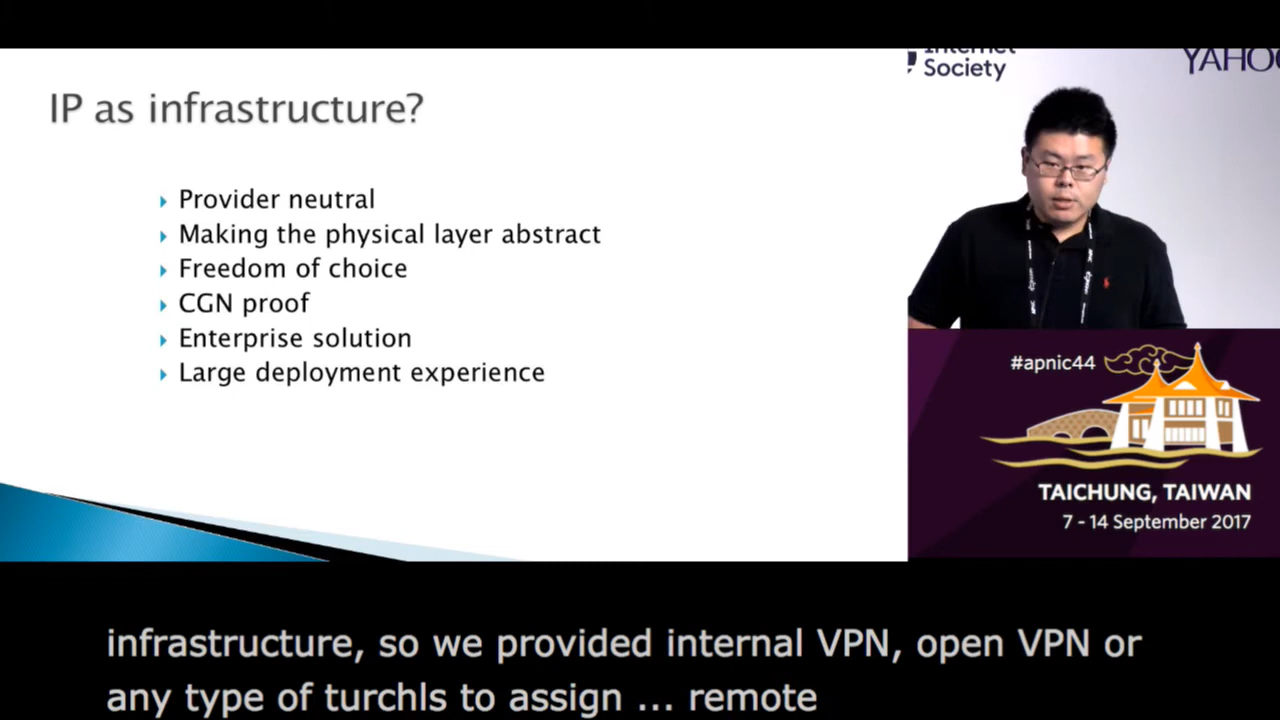 IP as infrastructure?
Provider neutral
Making the physical layer abstract
Freedom of choice
CGN proof
Enterprise solution
Large deployment experience
Internet
Society
YAHOO
#apnic44
TAICHUNG, TAIWAN
7 - 14 September 2017
infrastructure, so we provided internal VPN, open VPN or
any type of turchls to assign ... remote